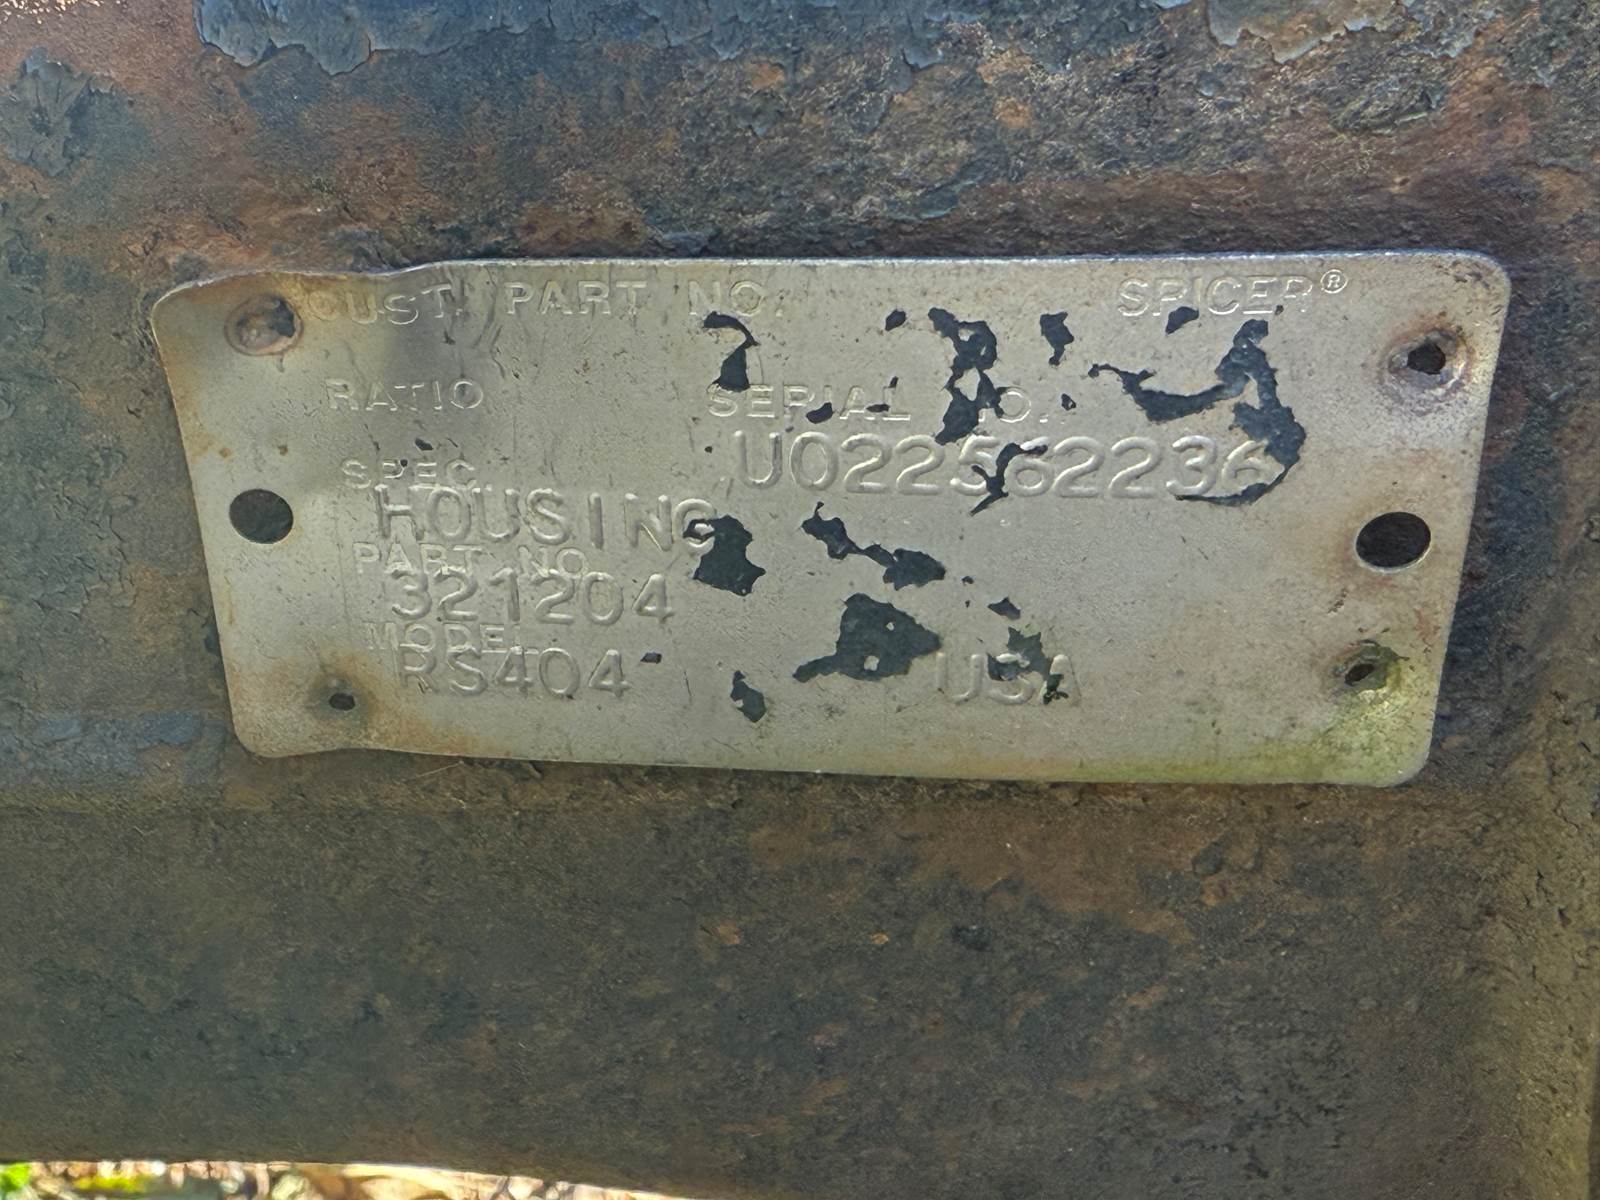 CUST. PART NO. SPICER®
RATIO SERIAL NO.
U022562236
SPEC.
HOUSING
PART NO.
321204
MODEL
RS404 USA